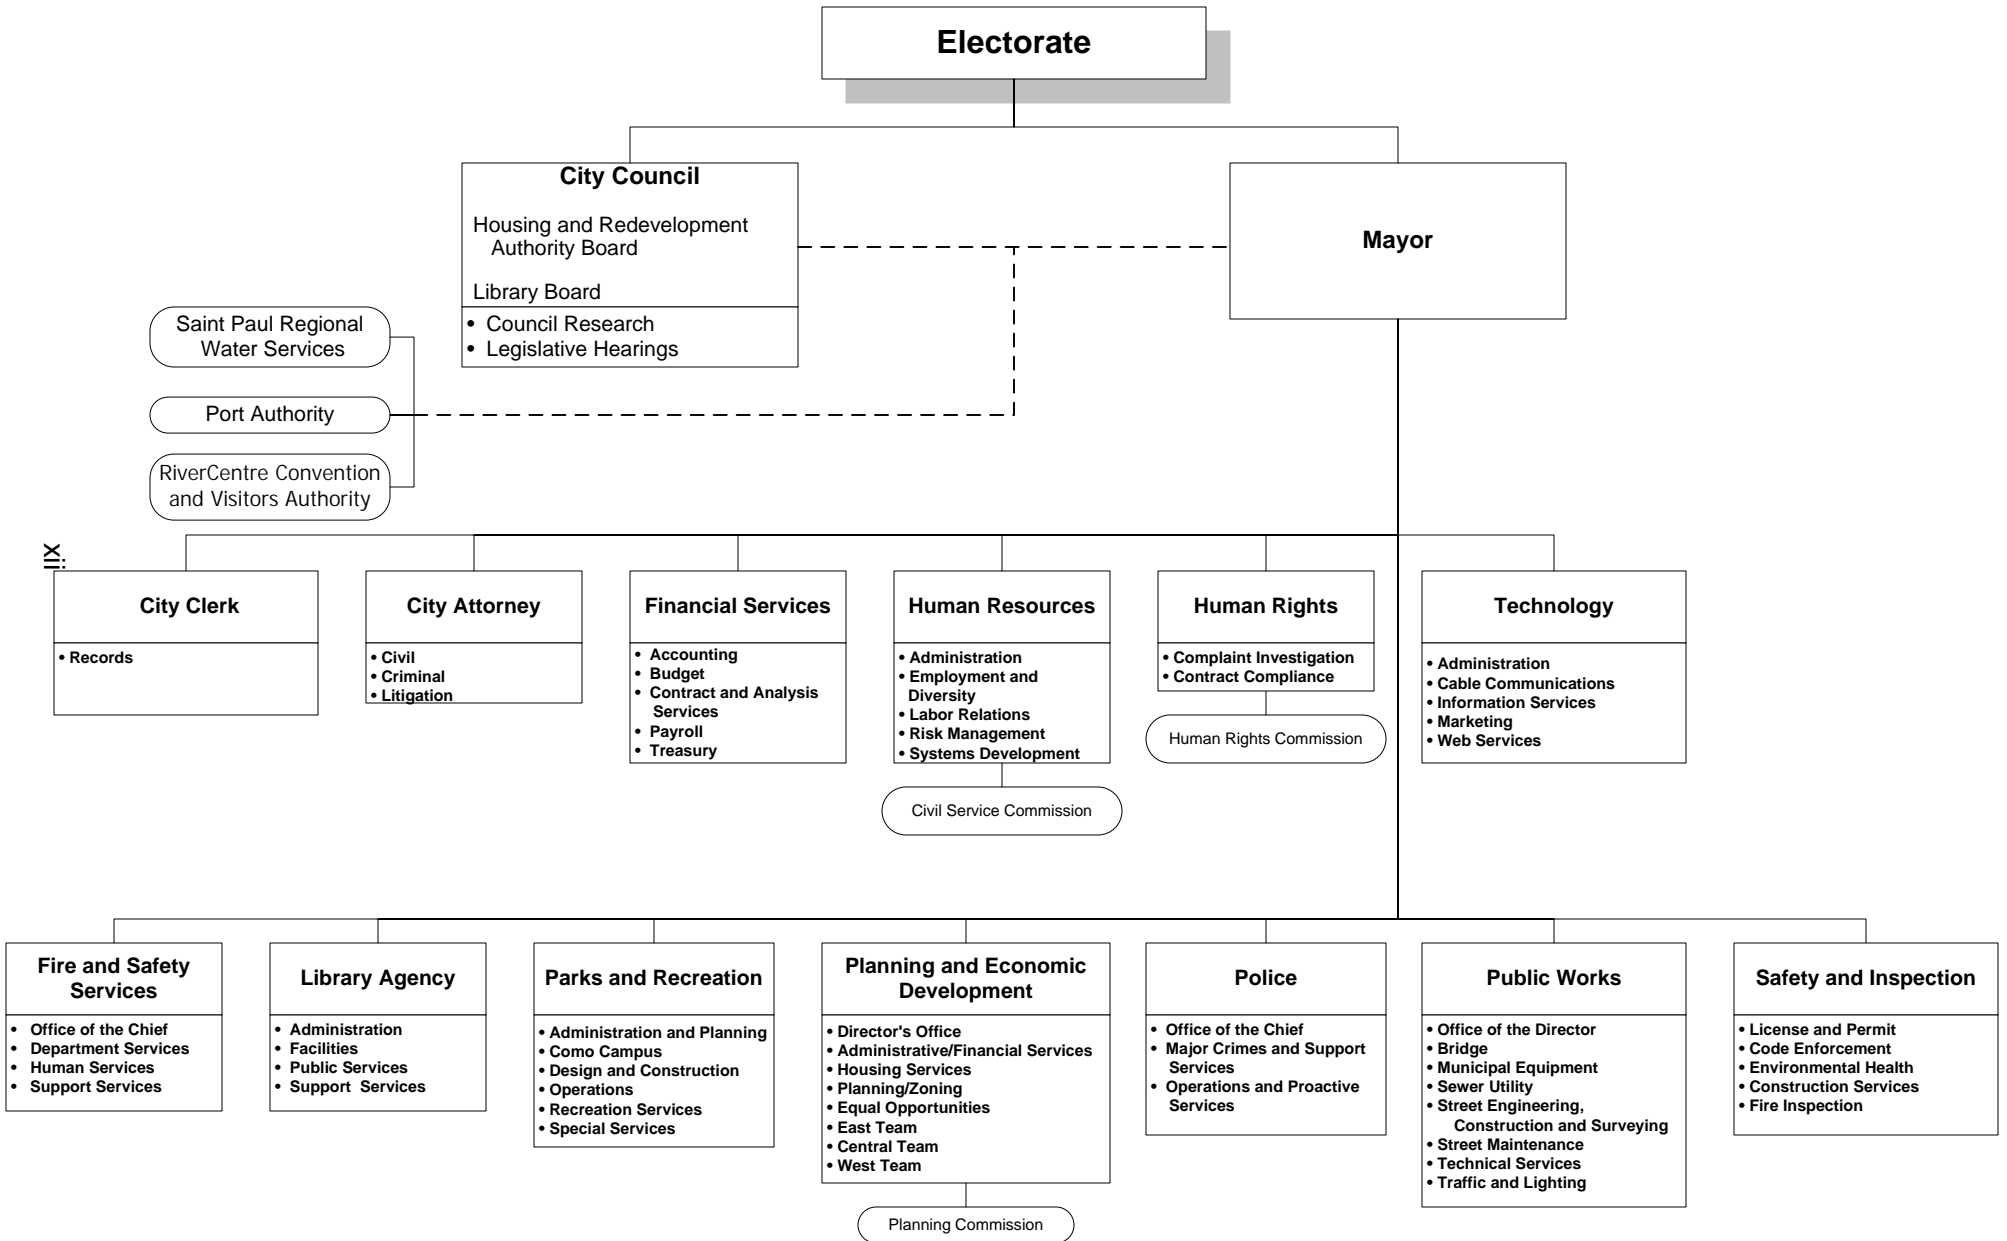 Electorate
City Council
Housing and Redevelopment
Authority Board
Library Board
• Council Research
• Legislative Hearings
Mayor
Saint Paul Regional
Water Services
Port Authority
RiverCentre Convention
and Visitors Authority
xii
City Clerk
• Records
City Attorney
• Civil
• Criminal
• Litigation
Financial Services
• Accounting
• Budget
• Contract and Analysis
Services
• Payroll
• Treasury
Human Resources
• Administration
• Employment and
Diversity
• Labor Relations
• Risk Management
• Systems Development
Civil Service Commission
Human Rights
• Complaint Investigation
• Contract Compliance
Human Rights Commission
Technology
• Administration
• Cable Communications
• Information Services
• Marketing
• Web Services
Fire and Safety
Services
• Office of the Chief
• Department Services
• Human Services
• Support Services
Library Agency
• Administration
• Facilities
• Public Services
• Support Services
Parks and Recreation
• Administration and Planning
• Como Campus
• Design and Construction
• Operations
• Recreation Services
• Special Services
Planning and Economic
Development
• Director's Office
• Administrative/Financial Services
• Housing Services
• Planning/Zoning
• Equal Opportunities
• East Team
• Central Team
• West Team
Planning Commission
Police
• Office of the Chief
• Major Crimes and Support
Services
• Operations and Proactive
Services
Public Works
• Office of the Director
• Bridge
• Municipal Equipment
• Sewer Utility
• Street Engineering,
Construction and Surveying
• Street Maintenance
• Technical Services
• Traffic and Lighting
Safety and Inspection
• License and Permit
• Code Enforcement
• Environmental Health
• Construction Services
• Fire Inspection